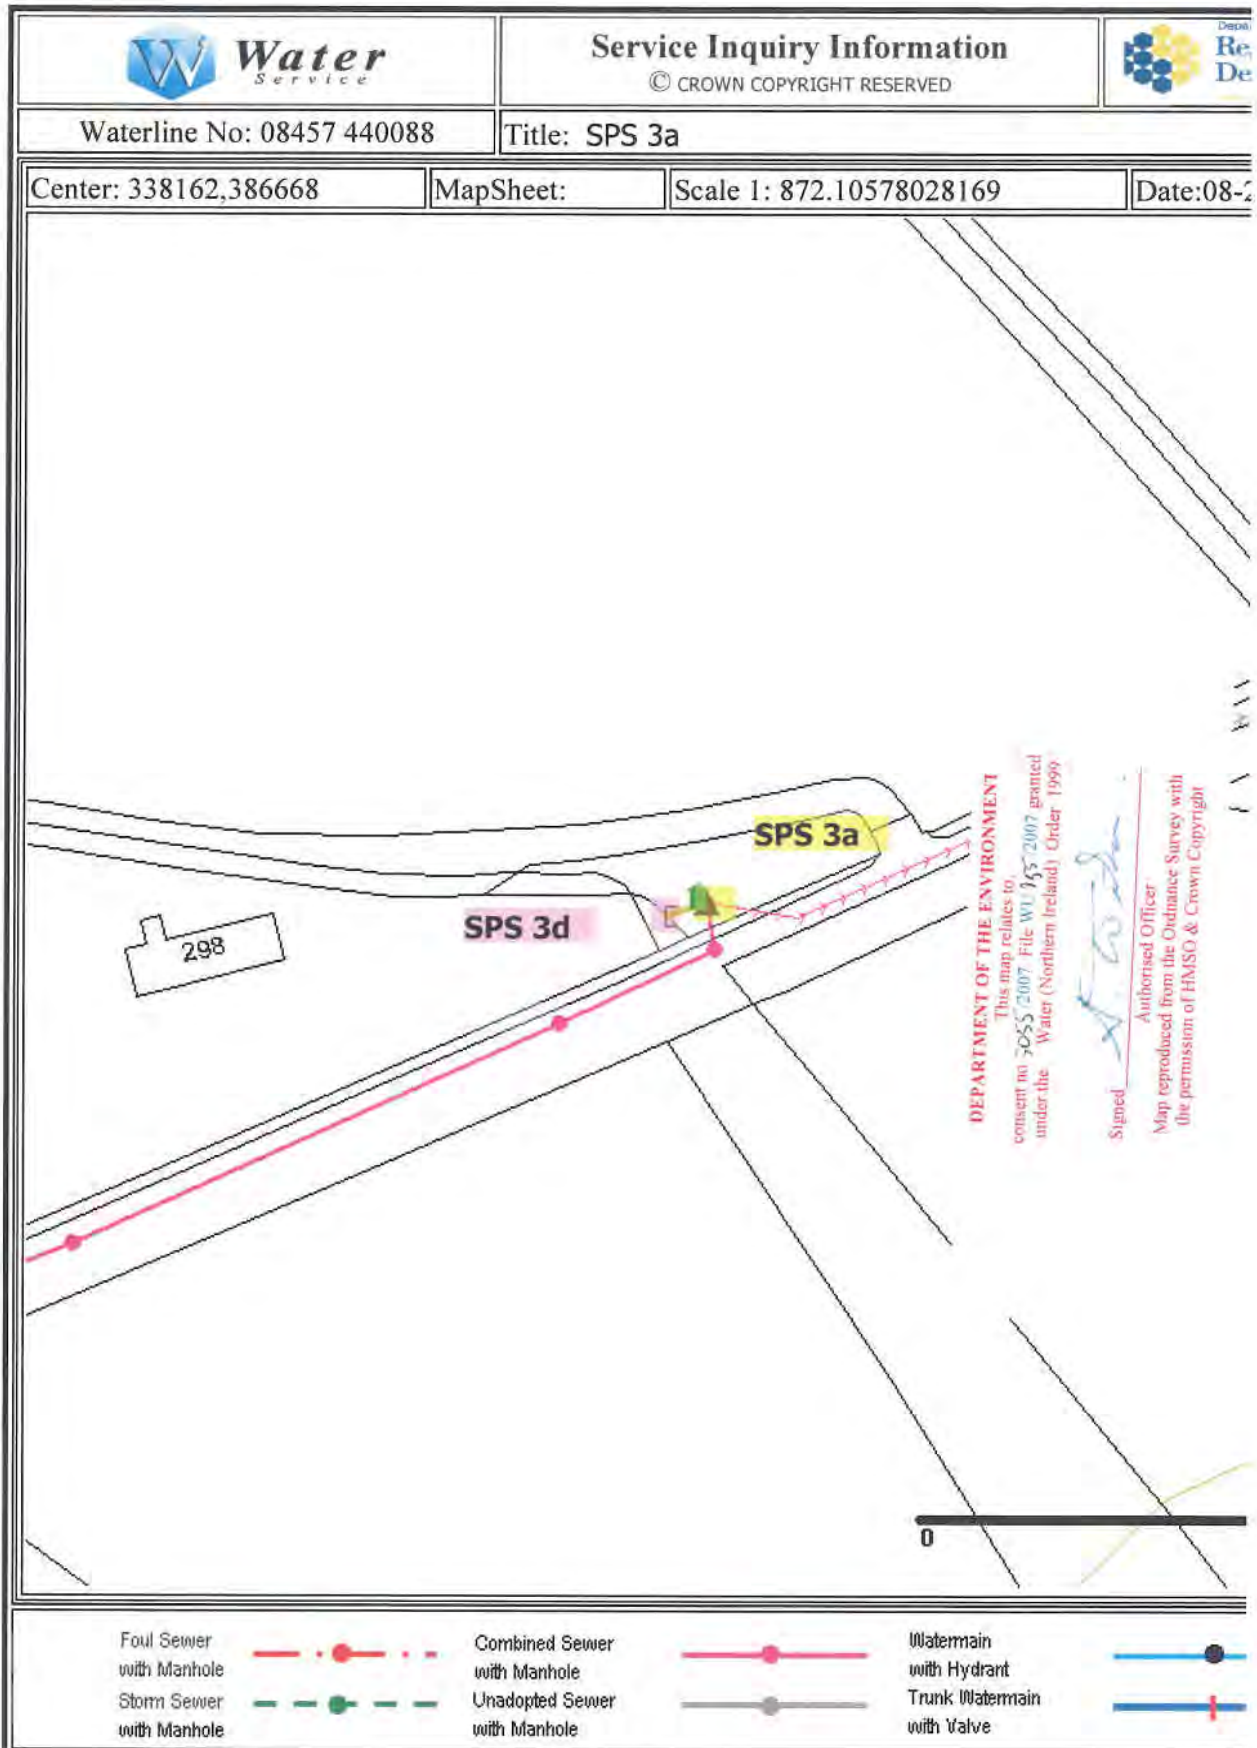 Water
Service
Service Inquiry Information
© CROWN COPYRIGHT RESERVED
Waterline No: 08457 440088
Title: SPS 3a
Center: 338162,386668
MapSheet:
Scale 1: 872.10578028169
SPS 3a
SPS 3d
298
DEPARTMENT OF THE ENVIRONMENT
This map relates to
consent no 5055/2007 File WU /2007 granted
under the Water (Northern Ireland) Order 1999
Signed
Authorised Officer
Map reproduced from the Ordnance Survey with
the permission of HMSO & Crown Copyright
0
Foul Sewer
with Manhole
Storm Sewer
with Manhole
Combined Sewer
with Manhole
Unadopted Sewer
with Manhole
Watermain
with Hydrant
Trunk Watermain
with Valve
Date:08-
Re
De